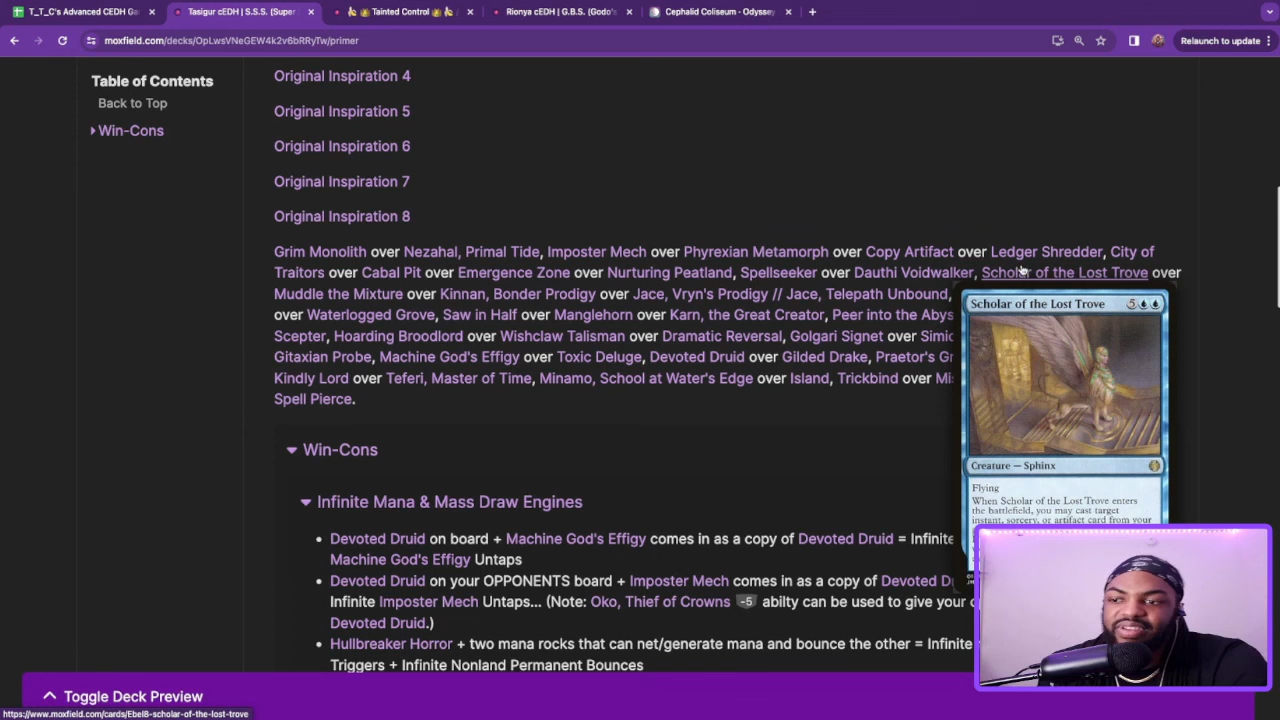 T_T_C's Advanced CEDH Ga
Tasigur cEDH | S.S.S. (Super
Tainted Control
Rionya cEDH | G.B.S. (Godo's
Cephalid Coliseum - Odyssey
moxfield.com/decks/OpLwsVNeGEW4k2v6bRRyTw/primer
Relaunch to update
Table of Contents
Back to Top
Win-Cons
Original Inspiration 4
Original Inspiration 5
Original Inspiration 6
Original Inspiration 7
Original Inspiration 8
Grim Monolith over Nezahal, Primal Tide, Imposter Mech over Phyrexian Metamorph over Copy Artifact over Ledger Shredder, City of
Traitors over Cabal Pit over Emergence Zone over Nurturing Peatland, Spellseeker over Dauthi Voidwalker, Scholar of the Lost Trove over
Muddle the Mixture over Kinnan, Bonder Prodigy over Jace, Vryn's Prodigy // Jace, Telepath Unbound,
over Waterlogged Grove, Saw in Half over Manglehorn over Karn, the Great Creator, Peer into the Abys
Scepter, Hoarding Broodlord over Wishclaw Talisman over Dramatic Reversal, Golgari Signet over Simic
Gitaxian Probe, Machine God's Effigy over Toxic Deluge, Devoted Druid over Gilded Drake, Praetor's Gr
Kindly Lord over Teferi, Master of Time, Minamo, School at Water's Edge over Island, Trickbind over Mi
Spell Pierce.
Scholar of the Lost Trove 5
Creature — Sphinx
Flying
When Scholar of the Lost Trove enters
the battlefield, you may cast target
instant, sorcery, or artifact card from your
Win-Cons
Infinite Mana & Mass Draw Engines
Devoted Druid on board + Machine God's Effigy comes in as a copy of Devoted Druid = Infinite
Machine God's Effigy Untaps
Devoted Druid on your OPPONENTS board + Imposter Mech comes in as a copy of Devoted D
Infinite Imposter Mech Untaps... (Note: Oko, Thief of Crowns -5 abilty can be used to give your o
Devoted Druid.)
Hullbreaker Horror + two mana rocks that can net/generate mana and bounce the other = Infinite
Triggers + Infinite Nonland Permanent Bounces
Toggle Deck Preview
https://www.moxfield.com/cards/Ebel8-scholar-of-the-lost-trove